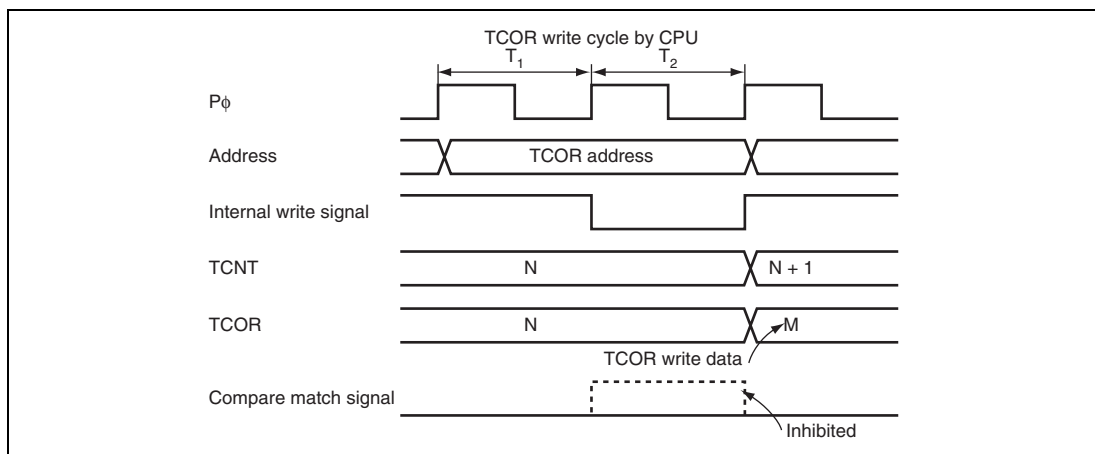 TCOR write cycle by CPU
T1 T2
Pϕ
Address TCOR address
Internal write signal
TCNT N N + 1
TCOR N M
TCOR write data
Compare match signal
Inhibited